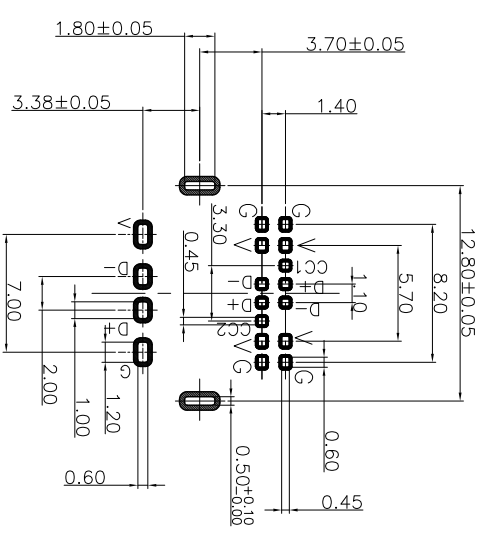 1.80±0.05
3.70±0.05
3.38±0.05
1.40
G
G
V
V
CC1
D-
D+
D+
D-
CC2
V
V
G
G
3.30
0.45
1.10
5.70
8.20
12.80±0.05
V
D-
D+
G
7.00
2.00
1.00
1.20
0.60
0.50+0.10-0.00
0.60
0.45